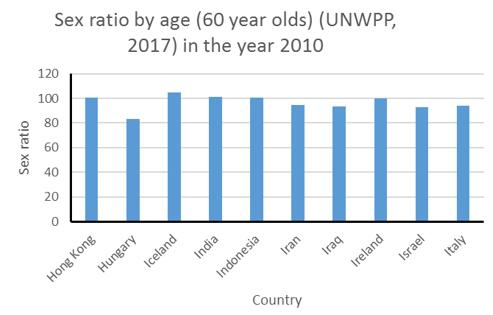 Sex ratio by age (60 year olds) (UNWPP,
2017) in the year 2010
120
100
80
60
40
20
0
Sex ratio
Hong Kong
Hungary
Iceland
India
Indonesia
Iran
Iraq
Ireland
Israel
Italy
Country